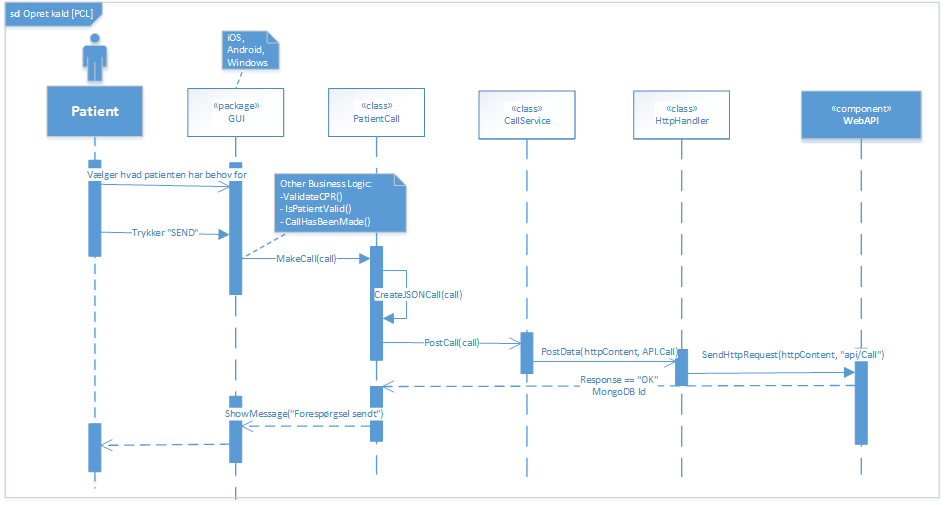 sd Opret kald [PCL]
iOS,
Android,
Windows
Patient
«package»
GUI
«class»
PatientCall
«class»
CallService
«class»
HttpHandler
«component»
WebAPI
Vælger hvad patienten har behov for
Other Business Logic:
-ValidateCPR()
- IsPatientValid()
- CallHasBeenMade()
Trykker "SEND"
MakeCall(call)
CreateJSONCall(call)
PostCall(call)
PostData(httpContent, API.Call)
SendHttpRequest(httpContent, "api/Call")
Response == "OK"
MongoDB Id
ShowMessage("Forespørgsel sendt")